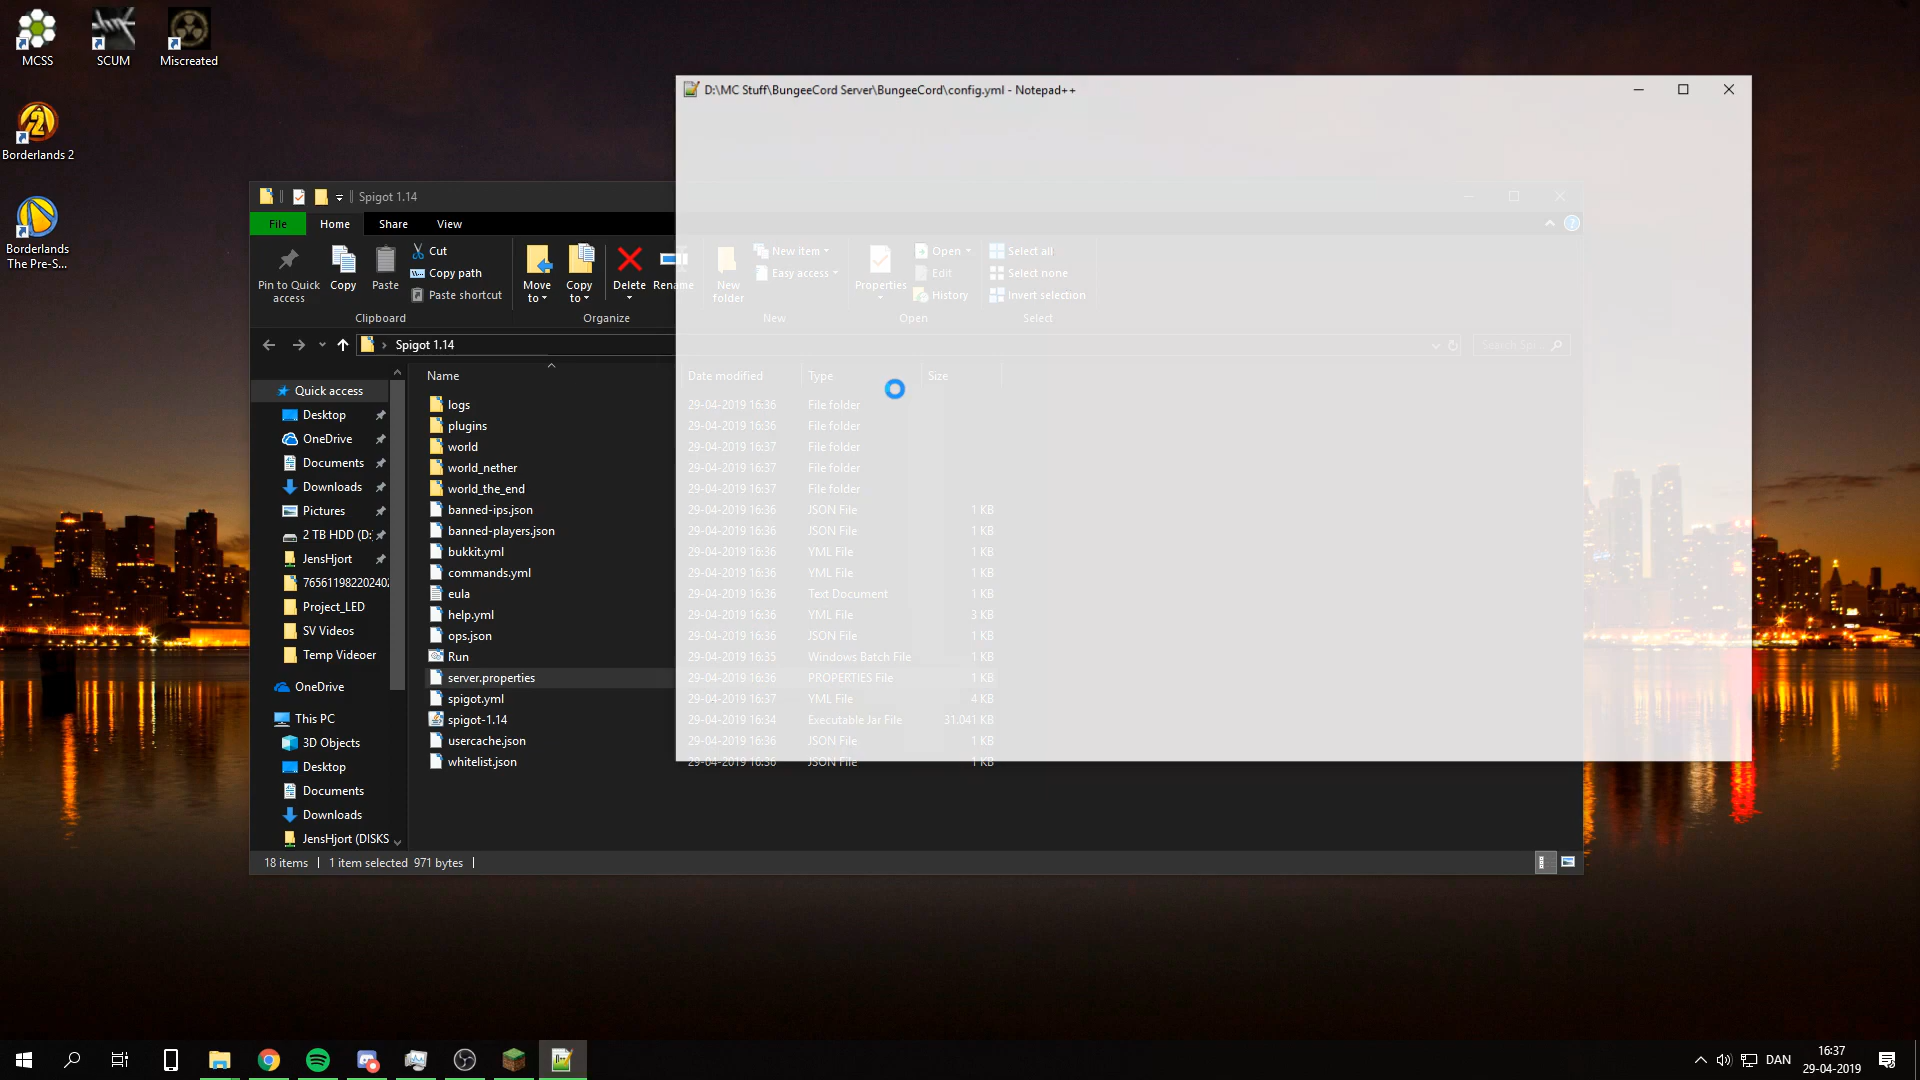 MCSS
SCUM
Miscreated
Borderlands 2
Borderlands
The Pre-S...
D:\MC Stuff\BungeeCord Server\BungeeCord\config.yml - Notepad++
Spigot 1.14
File
Home
Share
View
Pin to Quick
access
Copy
Paste
Cut
Copy path
Paste shortcut
Clipboard
Move
to
Copy
to
Delete
Rename
Organize
New
folder
New item
Easy access
New
Properties
Open
Edit
History
Open
Select all
Select none
Invert selection
Select
Spigot 1.14
Search Spi...
Quick access
Desktop
OneDrive
Documents
Downloads
Pictures
2 TB HDD (D:
JensHjort
76561198220240
Project_LED
SV Videos
Temp Videoer
OneDrive
This PC
3D Objects
Desktop
Documents
Downloads
JensHjort (DISKS
Name Date modified Type Size
logs 29-04-2019 16:36 File folder
plugins 29-04-2019 16:36 File folder
world 29-04-2019 16:37 File folder
world_nether 29-04-2019 16:37 File folder
world_the_end 29-04-2019 16:37 File folder
banned-ips.json 29-04-2019 16:36 JSON File 1 KB
banned-players.json 29-04-2019 16:36 JSON File 1 KB
bukkit.yml 29-04-2019 16:36 YML File 1 KB
commands.yml 29-04-2019 16:36 YML File 1 KB
eula 29-04-2019 16:36 Text Document 1 KB
help.yml 29-04-2019 16:36 YML File 3 KB
ops.json 29-04-2019 16:36 JSON File 1 KB
Run 29-04-2019 16:35 Windows Batch File 1 KB
server.properties 29-04-2019 16:36 PROPERTIES File 1 KB
spigot.yml 29-04-2019 16:37 YML File 4 KB
spigot-1.14 29-04-2019 16:34 Executable Jar File 31.041 KB
usercache.json 29-04-2019 16:36 JSON File 1 KB
whitelist.json 29-04-2019 16:36 JSON File 1 KB
18 items
1 item selected 971 bytes
DAN
16:37
29-04-2019